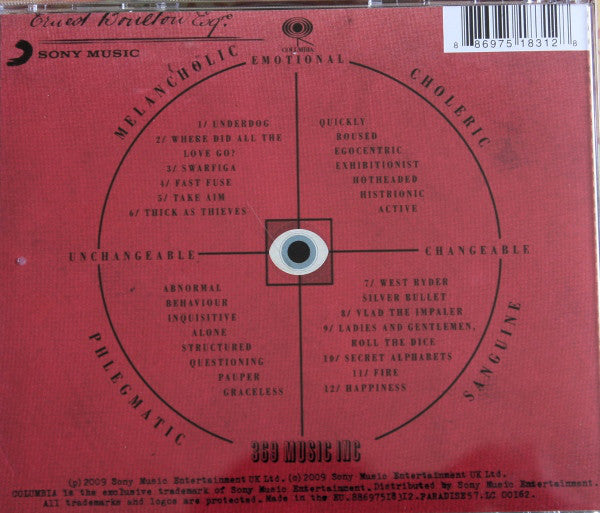 Ernest Boulton Esq.
SONY MUSIC
COLUMBIA
8 86975 18312 8
MELANCHOLIC
EMOTIONAL
CHOLERIC
1/ UNDERDOG
2/ WHERE DID ALL THE
LOVE GO?
3/ SWARFIGA
4/ FAST FUSE
5/ TAKE AIM
6/ THICK AS THIEVES
QUICKLY
ROUSED
EGOCENTRIC
EXHIBITIONIST
HOTHEADED
HISTRIONIC
ACTIVE
UNCHANGEABLE
CHANGEABLE
ABNORMAL
BEHAVIOUR
INQUISITIVE
ALONE
STRUCTURED
QUESTIONING
PAUPER
GRACELESS
7/ WEST RYDER
SILVER BULLET
8/ VLAD THE IMPALER
9/ LADIES AND GENTLEMEN,
ROLL THE DICE
10/ SECRET ALPHABETS
11/ FIRE
12/ HAPPINESS
PHLEGMATIC
SANGUINE
369 MUSIC INC
(p)2009 Sony Music Entertainment UK Ltd.(c)2009 Sony Music Entertainment UK Ltd.
COLUMBIA is the exclusive trademark of Sony Music Entertainment. Distributed by Sony Music Entertainment.
All trademarks and logos are protected. Made in the EU. 88697518312.PARADISE57.LC 00162.